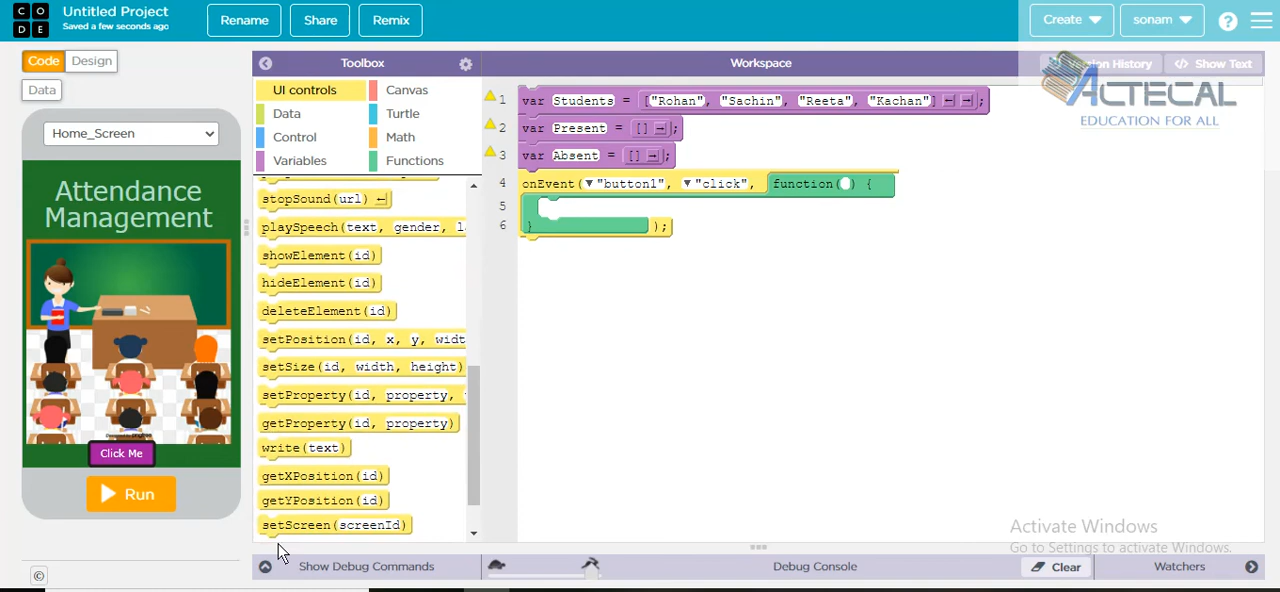 CODE
Untitled Project
Saved a few seconds ago
Rename
Share
Remix
Create
sonam
?
Code
Design
Data
Toolbox
Workspace
Version History
</> Show Text
ACTECAL
EDUCATION FOR ALL
Home_Screen
Attendance
Management
Click Me
Run
©
UI controls
Canvas
Data
Turtle
Control
Math
Variables
Functions
stopSound(url)
playSpeech(text, gender, la
showElement(id)
hideElement(id)
deleteElement(id)
setPosition(id, x, y, widt
setSize(id, width, height)
setProperty(id, property,
getProperty(id, property)
write(text)
getXPosition(id)
getYPosition(id)
setScreen(screenId)
1 var Students = ["Rohan", "Sachin", "Reeta", "Kachan"];
2 var Present = [];
3 var Absent = [];
4 onEvent("button1", "click", function() {
5
6 } );
Activate Windows
Go to Settings to activate Windows.
Show Debug Commands
Debug Console
Clear
Watchers